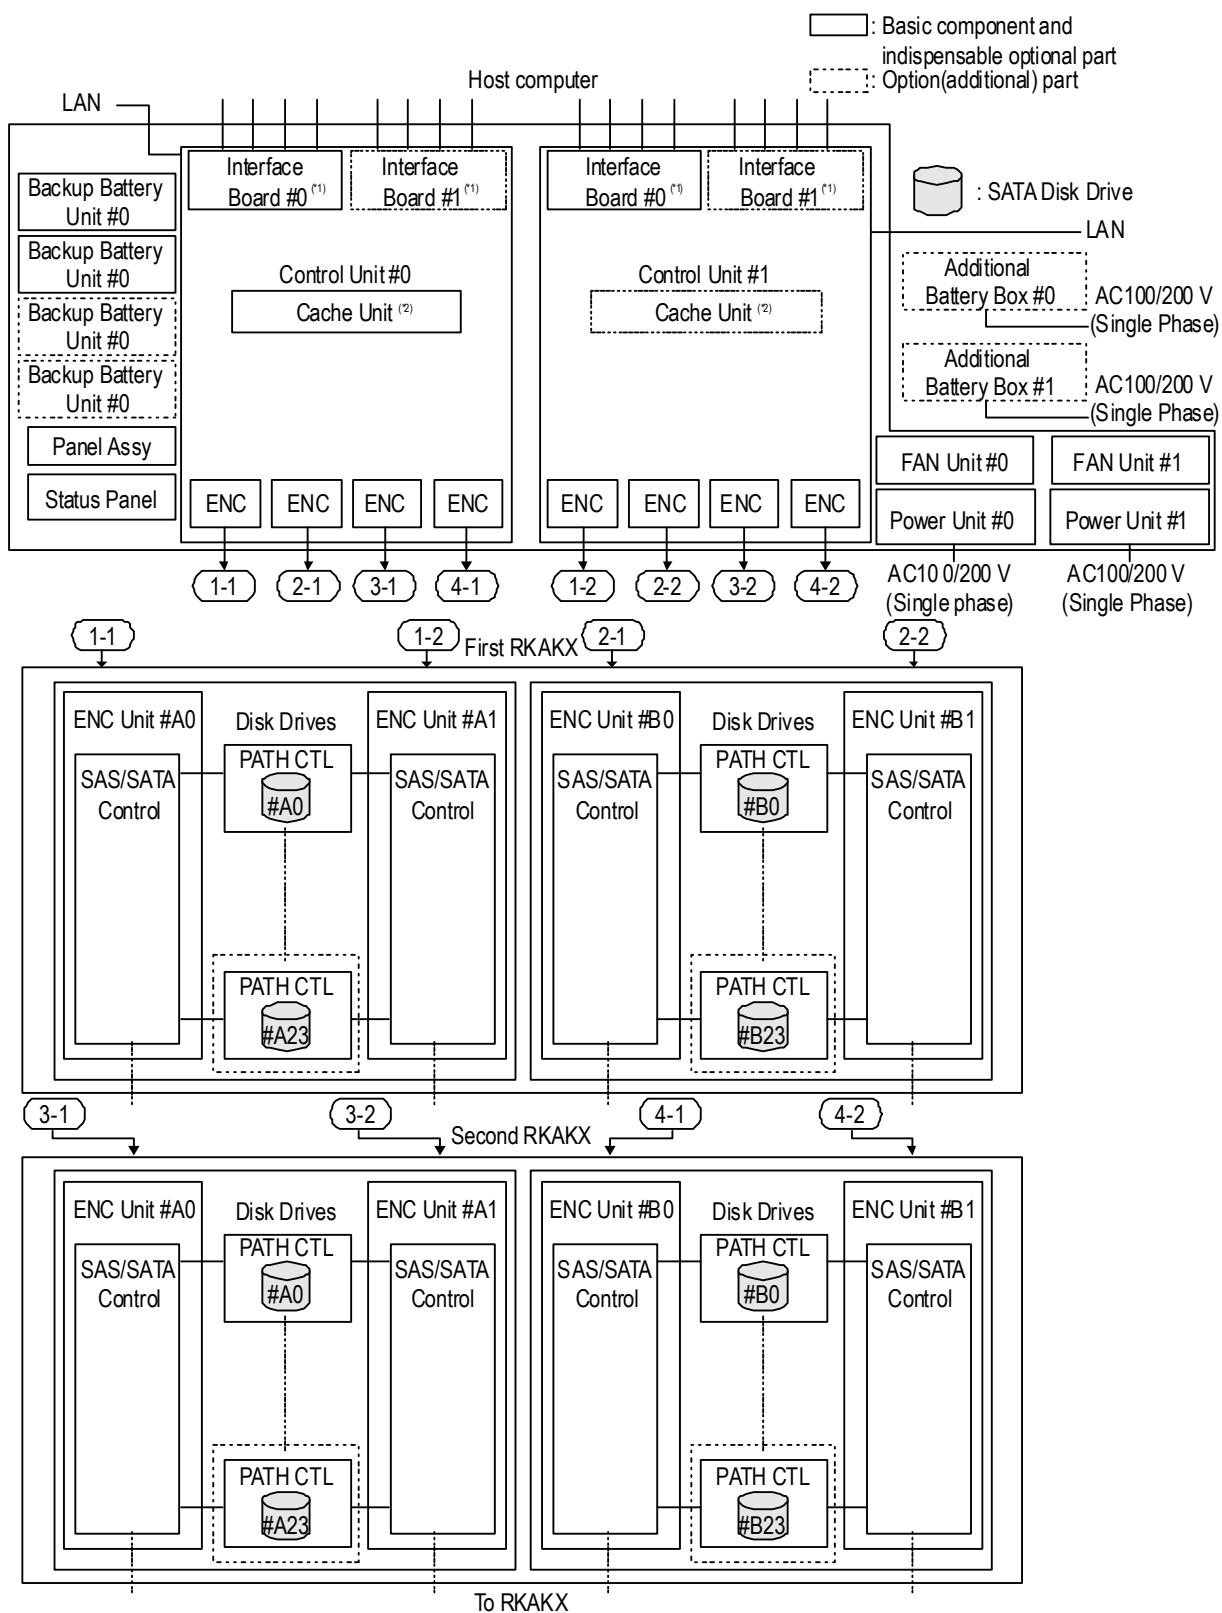 : Basic component and
indispensable optional part
: Option(additional) part
Host computer
LAN
Interface
Board #0 (*1)
Interface
Board #1 (*1)
Interface
Board #0 (*1)
Interface
Board #1 (*1)
: SATA Disk Drive
LAN
Backup Battery
Unit #0
Backup Battery
Unit #0
Backup Battery
Unit #0
Backup Battery
Unit #0
Panel Assy
Status Panel
Control Unit #0
Cache Unit (*2)
Control Unit #1
Cache Unit (*2)
Additional
Battery Box #0
AC100/200 V
(Single Phase)
Additional
Battery Box #1
AC100/200 V
(Single Phase)
FAN Unit #0
FAN Unit #1
Power Unit #0
Power Unit #1
ENC
ENC
ENC
ENC
ENC
ENC
ENC
ENC
1-1
2-1
3-1
4-1
1-2
2-2
3-2
4-2
AC10 0/200 V
(Single phase)
AC100/200 V
(Single Phase)
1-1
1-2
First RKAKX
2-1
2-2
ENC Unit #A0
Disk Drives
ENC Unit #A1
ENC Unit #B0
Disk Drives
ENC Unit #B1
SAS/SATA
Control
PATH CTL
#A0
SAS/SATA
Control
SAS/SATA
Control
PATH CTL
#B0
SAS/SATA
Control
PATH CTL
#A23
PATH CTL
#B23
3-1
3-2
Second RKAKX
4-1
4-2
ENC Unit #A0
Disk Drives
ENC Unit #A1
ENC Unit #B0
Disk Drives
ENC Unit #B1
SAS/SATA
Control
PATH CTL
#A0
SAS/SATA
Control
SAS/SATA
Control
PATH CTL
#B0
SAS/SATA
Control
PATH CTL
#A23
PATH CTL
#B23
To RKAKX